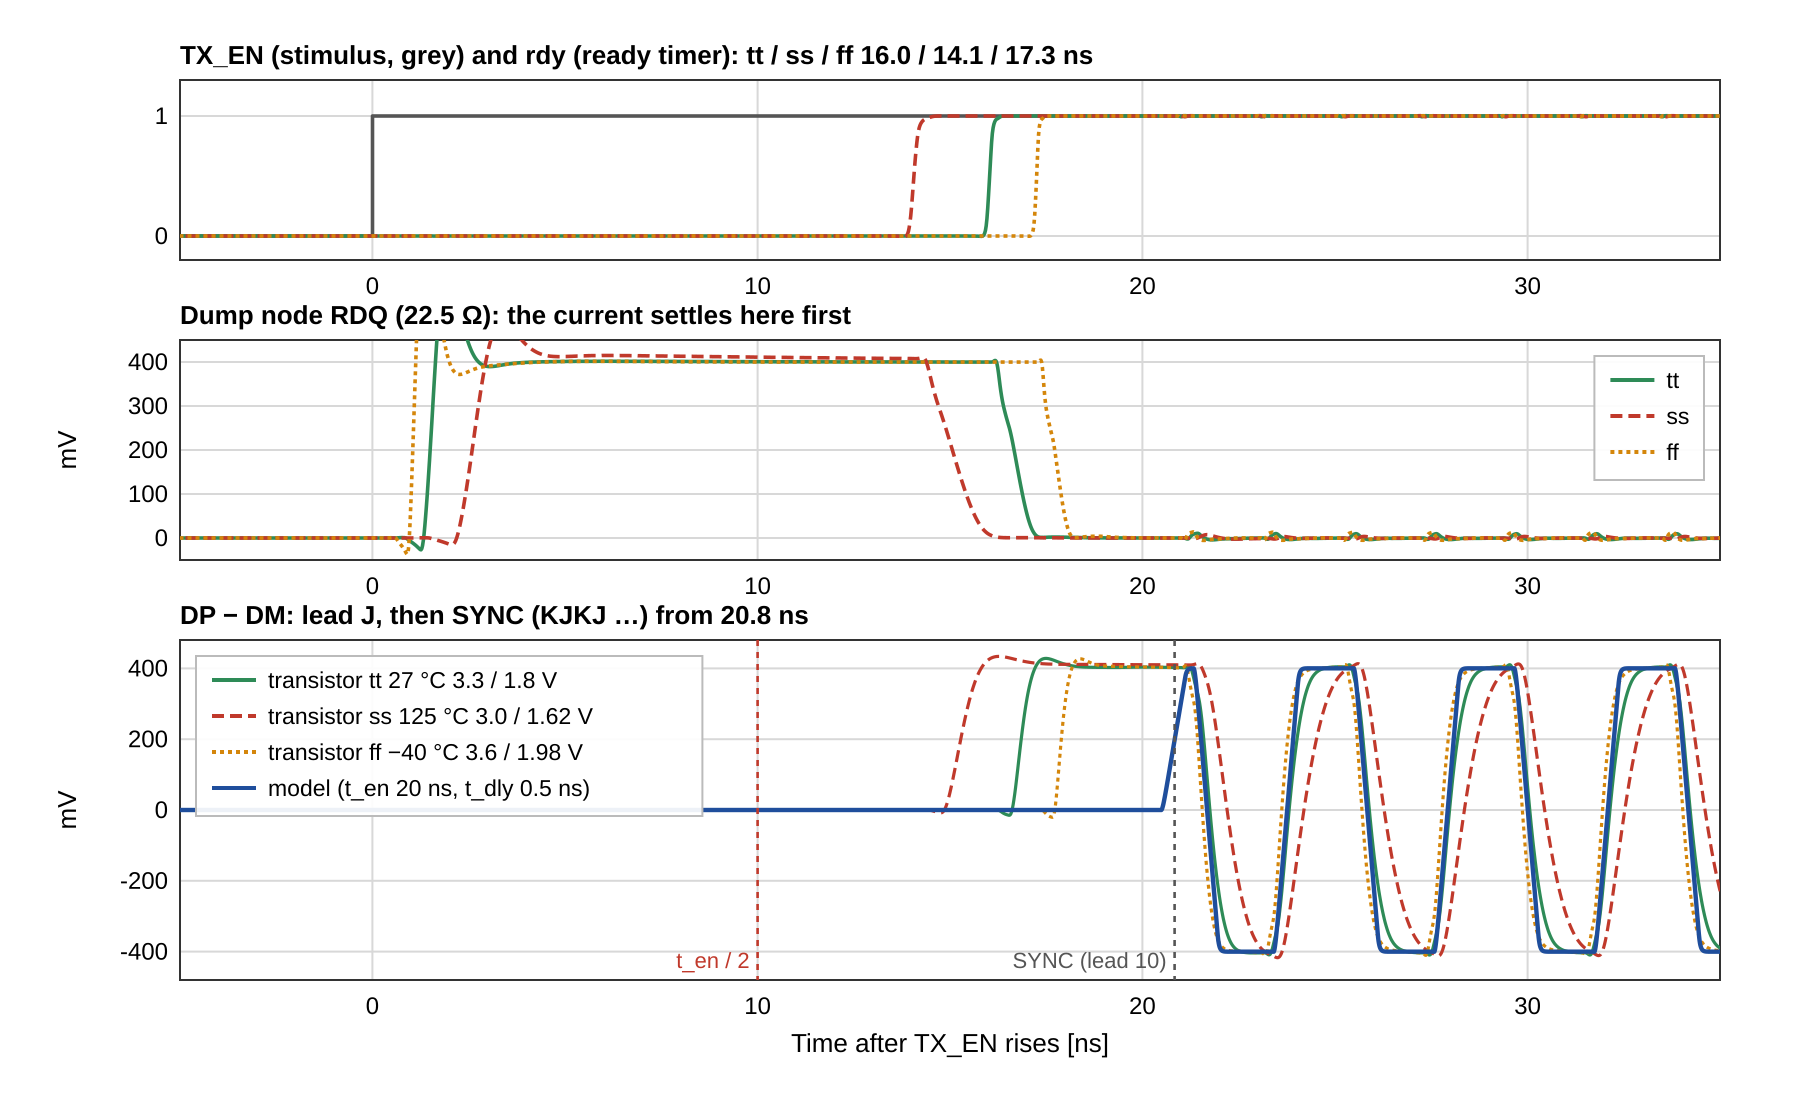 TX_EN (stimulus, grey) and rdy (ready timer): tt / ss / ff 16.0 / 14.1 / 17.3 ns
1
0
0 10 20 30
Dump node RDQ (22.5 Ω): the current settles here first
400
300
200
100
0
mV
tt
ss
ff
0 10 20 30
DP − DM: lead J, then SYNC (KJKJ …) from 20.8 ns
400
200
0
-200
-400
mV
transistor tt 27 °C 3.3 / 1.8 V
transistor ss 125 °C 3.0 / 1.62 V
transistor ff −40 °C 3.6 / 1.98 V
model (t_en 20 ns, t_dly 0.5 ns)
t_en / 2
SYNC (lead 10)
0 10 20 30
Time after TX_EN rises [ns]